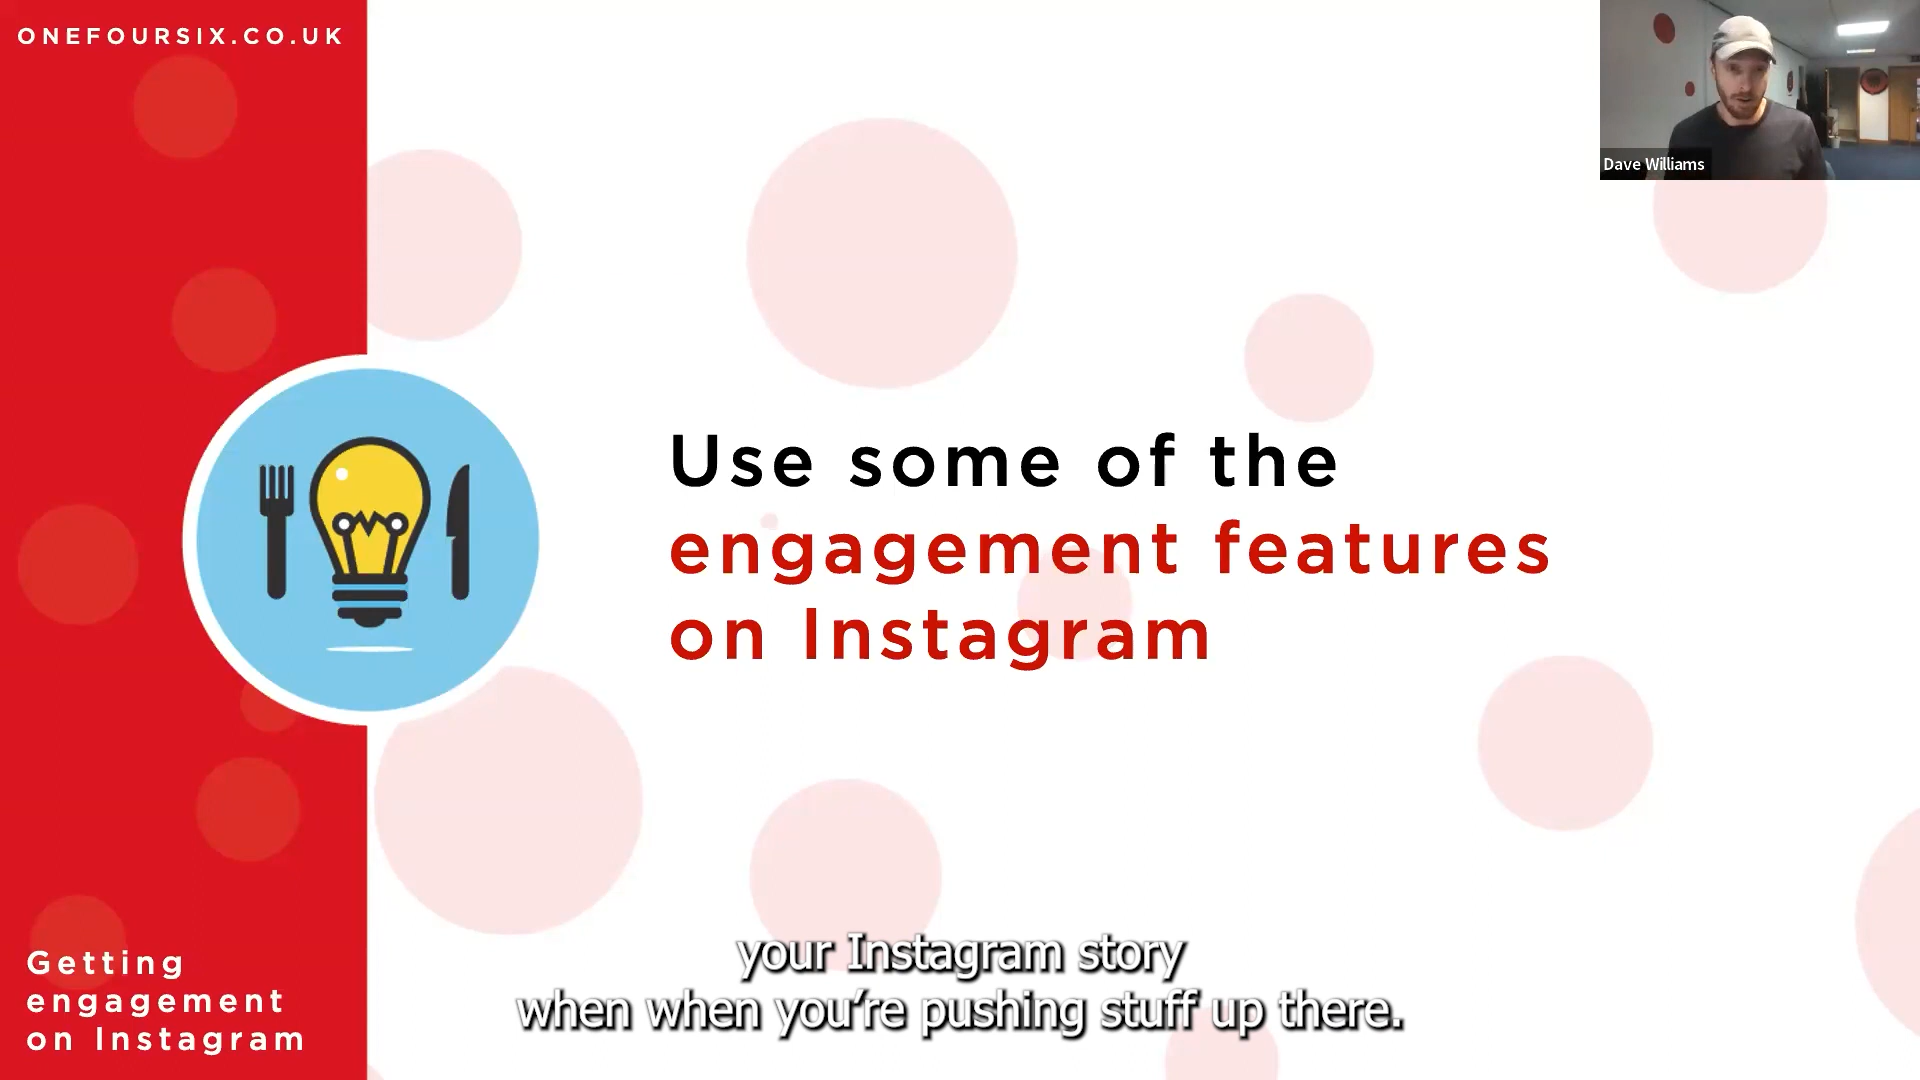 ONEFOURSIX.CO.UK
Dave Williams
Use some of the
engagement features
on Instagram
Getting
engagement
on Instagram
your Instagram story
when when you’re pushing stuff up there.